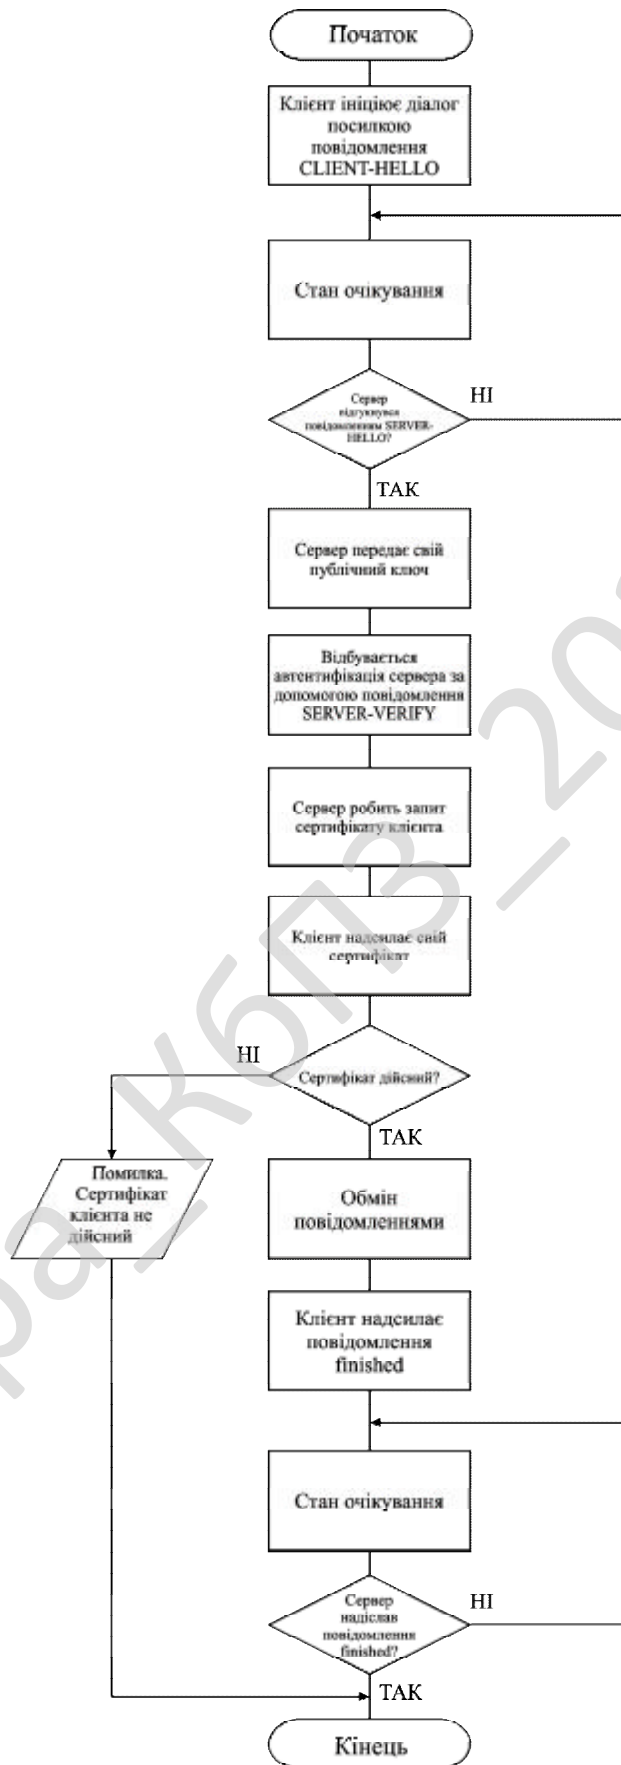 Початок
Клієнт ініціює діалог
посилкою
повідомлення
CLIENT-HELLO
Стан очікування
Сервер
відгукнувся
повідомленням SERVER-
HELLO?
НІ
ТАК
Сервер передає свій
публічний ключ
Відбувається
автентифікація сервера за
допомогою повідомлення
SERVER-VERIFY
Сервер робить запит
сертифікату клієнта
Клієнт надсилає свій
сертифікат
НІ
Сертифікат дійсний?
ТАК
Помилка.
Сертифікат
клієнта не
дійсний
Обмін
повідомленнями
Клієнт надсилає
повідомлення
finished
Стан очікування
Сервер
надіслав
повідомлення
finished?
НІ
ТАК
Кінець
ра_КбПЗ_20